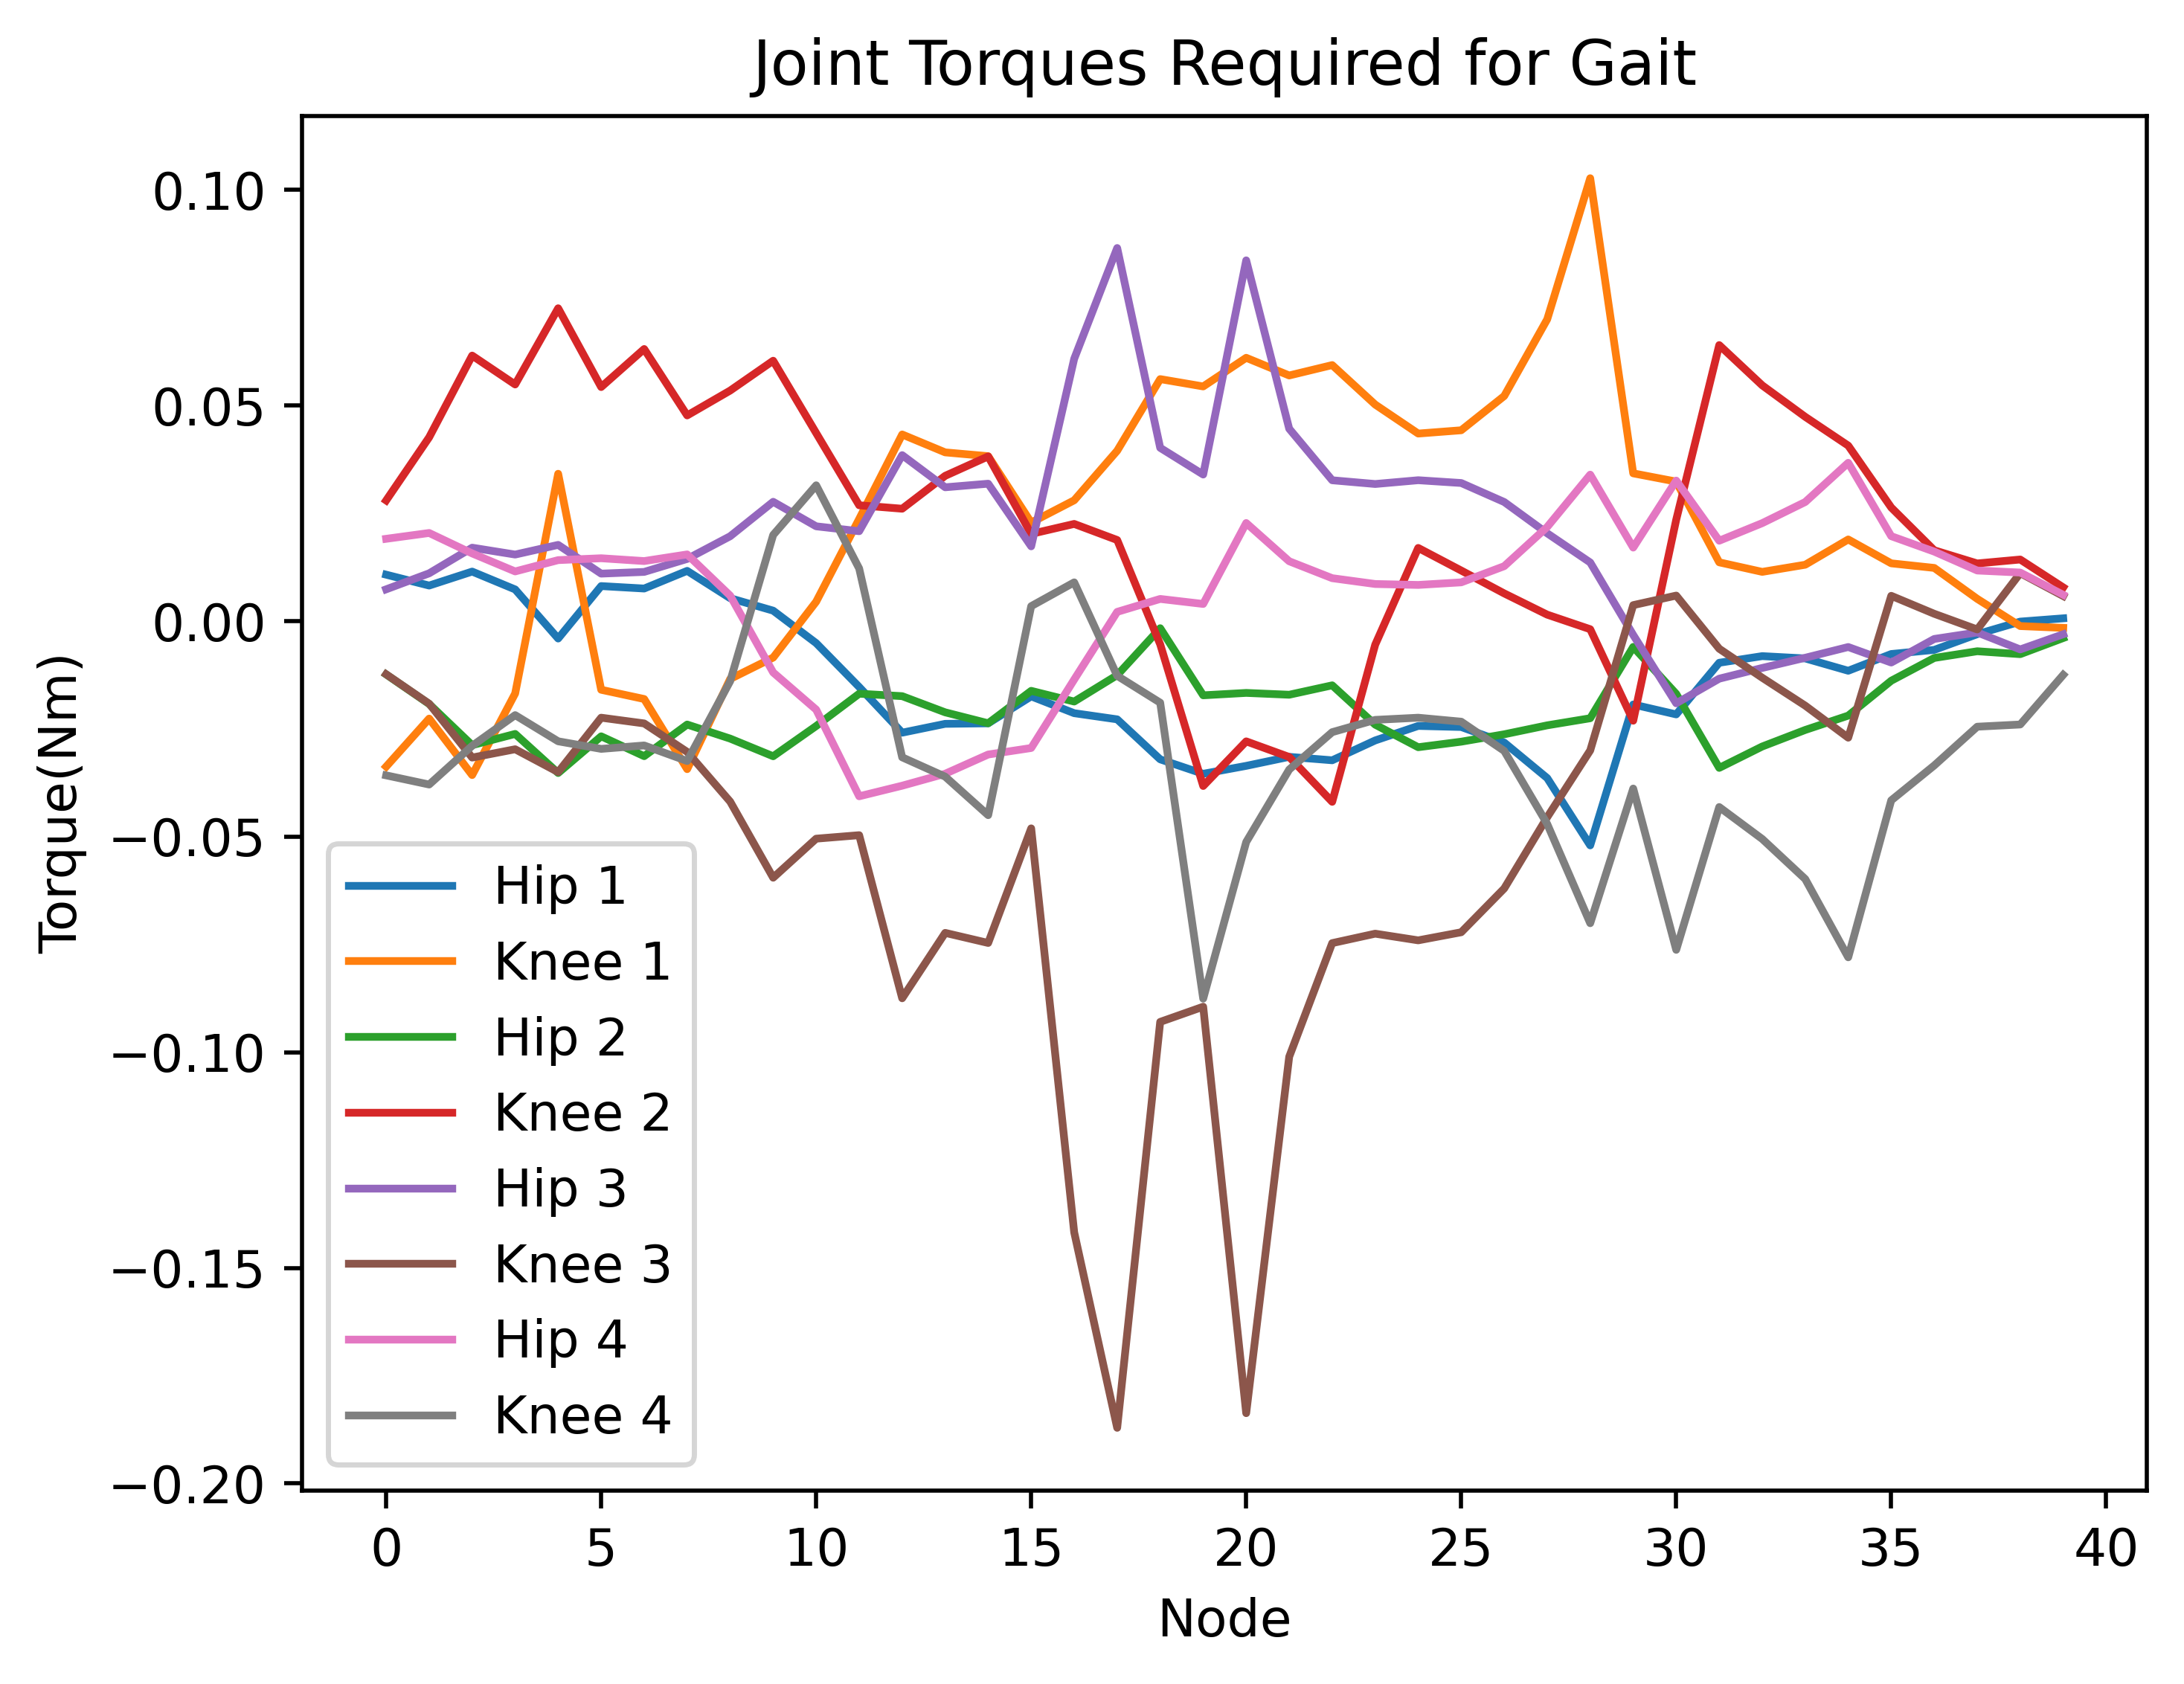 Joint Torques Required for Gait
Torque(Nm)
0.10
0.05
0.00
−0.05
−0.10
−0.15
−0.20
Hip 1
Knee 1
Hip 2
Knee 2
Hip 3
Knee 3
Hip 4
Knee 4
0 5 10 15 20 25 30 35 40
Node